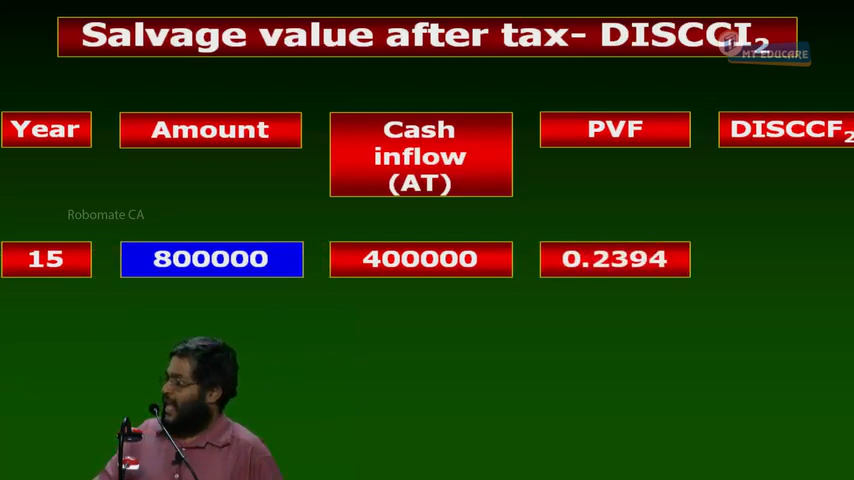 Salvage value after tax- DISCCI2
MT EDUCARE
Year
Amount
Cash
inflow
(AT)
PVF
DISCCF2
Robomate CA
15
800000
400000
0.2394